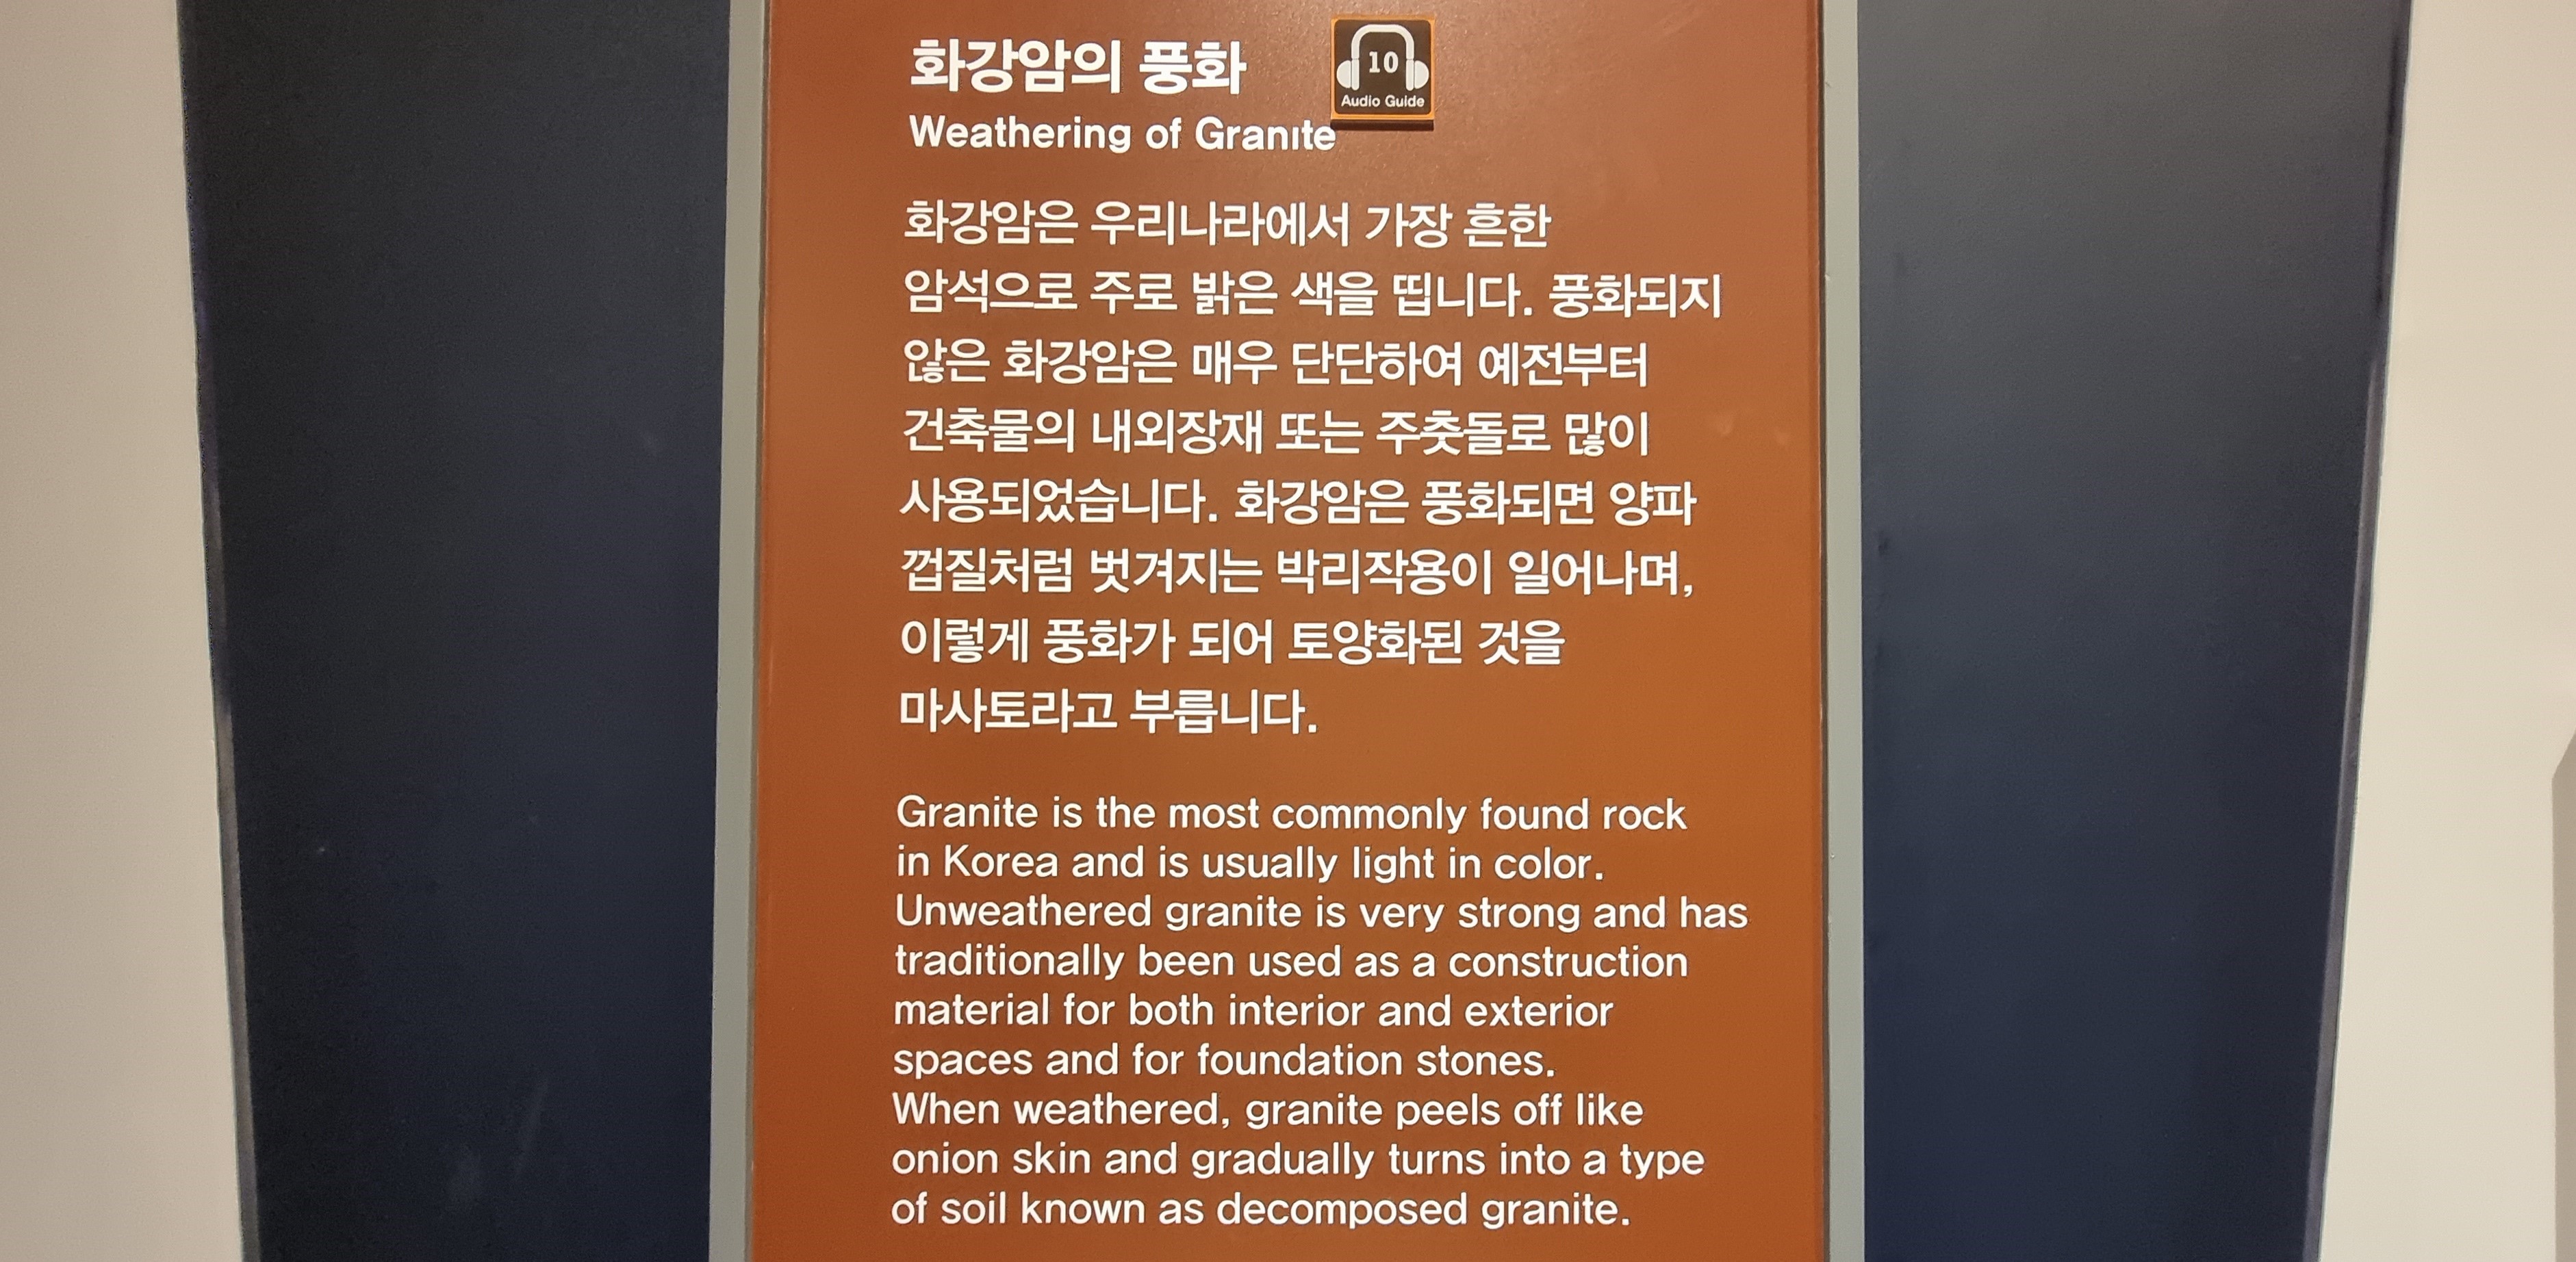 화강암의 풍화
10
Audio Guide
Weathering of Granite
화강암은 우리나라에서 가장 흔한
암석으로 주로 밝은 색을 띱니다. 풍화되지
않은 화강암은 매우 단단하여 예전부터
건축물의 내외장재 또는 주춧돌로 많이
사용되었습니다. 화강암은 풍화되면 양파
껍질처럼 벗겨지는 박리작용이 일어나며,
이렇게 풍화가 되어 토양화된 것을
마사토라고 부릅니다.
Granite is the most commonly found rock
in Korea and is usually light in color.
Unweathered granite is very strong and has
traditionally been used as a construction
material for both interior and exterior
spaces and for foundation stones.
When weathered, granite peels off like
onion skin and gradually turns into a type
of soil known as decomposed granite.